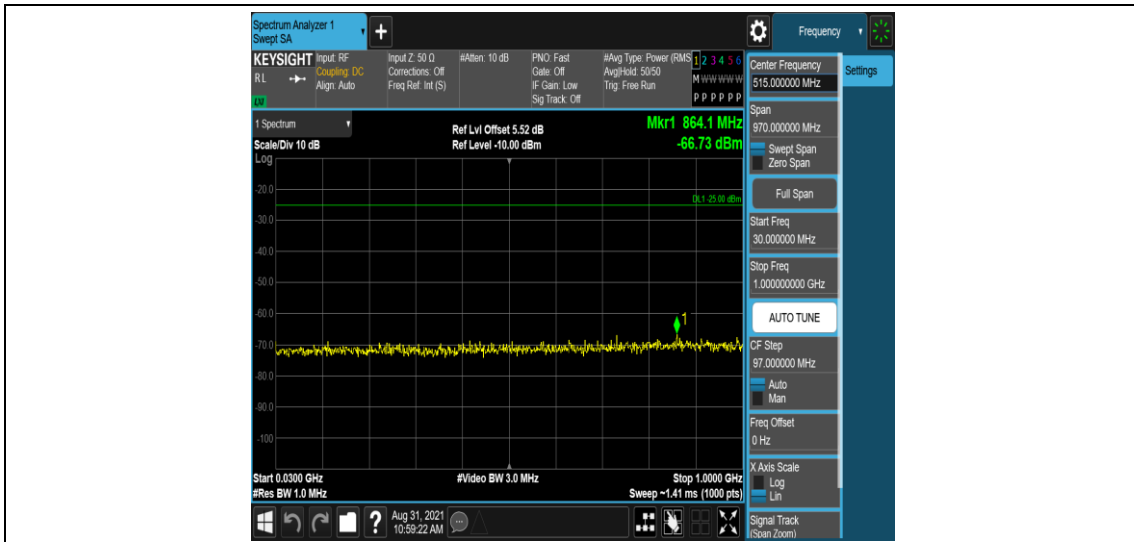 Spectrum Analyzer 1
Swept SA
+
Frequency
KEYSIGHT
RL
LXI
Input: RF
Coupling: DC
Align: Auto
Input Z: 50 Ω
Corrections: Off
Freq Ref: Int (S)
#Atten: 10 dB
PNO: Fast
Gate: Off
IF Gain: Low
Sig Track: Off
#Avg Type: Power (RMS
Avg|Hold: 50/50
Trig: Free Run
1 2 3 4 5 6
M W W W W W
P P P P P P
1 Spectrum
Scale/Div 10 dB
Log
Ref Lvl Offset 5.52 dB
Ref Level -10.00 dBm
Mkr1 864.1 MHz
-66.73 dBm
DL1 -25.00 dBm
-20.0
-30.0
-40.0
-50.0
-60.0
-70.0
-80.0
-90.0
-100
1
Start 0.0300 GHz
#Res BW 1.0 MHz
#Video BW 3.0 MHz
Stop 1.0000 GHz
Sweep ~1.41 ms (1000 pts)
?
Aug 31, 2021
10:59:22 AM
Center Frequency
515.000000 MHz
Settings
Span
970.000000 MHz
Swept Span
Zero Span
Full Span
Start Freq
30.000000 MHz
Stop Freq
1.000000000 GHz
AUTO TUNE
CF Step
97.000000 MHz
Auto
Man
Freq Offset
0 Hz
X Axis Scale
Log
Lin
Signal Track
(Span Zoom)